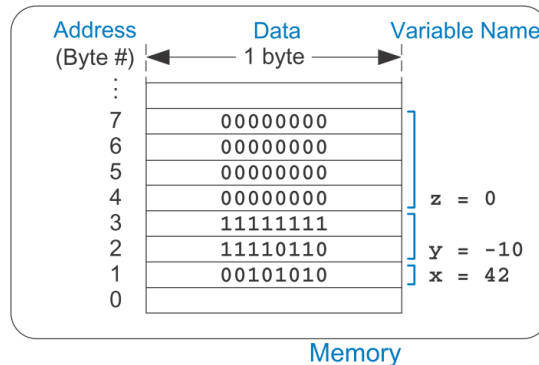 Address Data Variable Name
(Byte #) 1 byte
⋮
7 00000000
6 00000000
5 00000000
4 00000000 z = 0
3 11111111
2 11110110 y = -10
1 00101010 x = 42
0
Memory